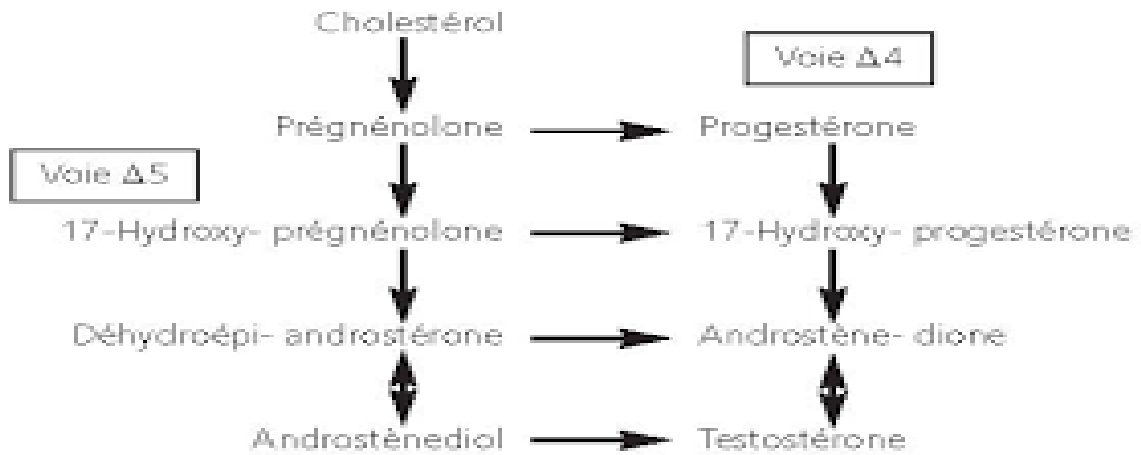 Cholestérol
Voie Δ4
Prégnénolone
Progestérone
Voie Δ5
17-Hydroxy- prégnénolone
17-Hydroxy- progestérone
Déhydroépi- androstérone
Androstène- dione
Androstènediol
Testostérone